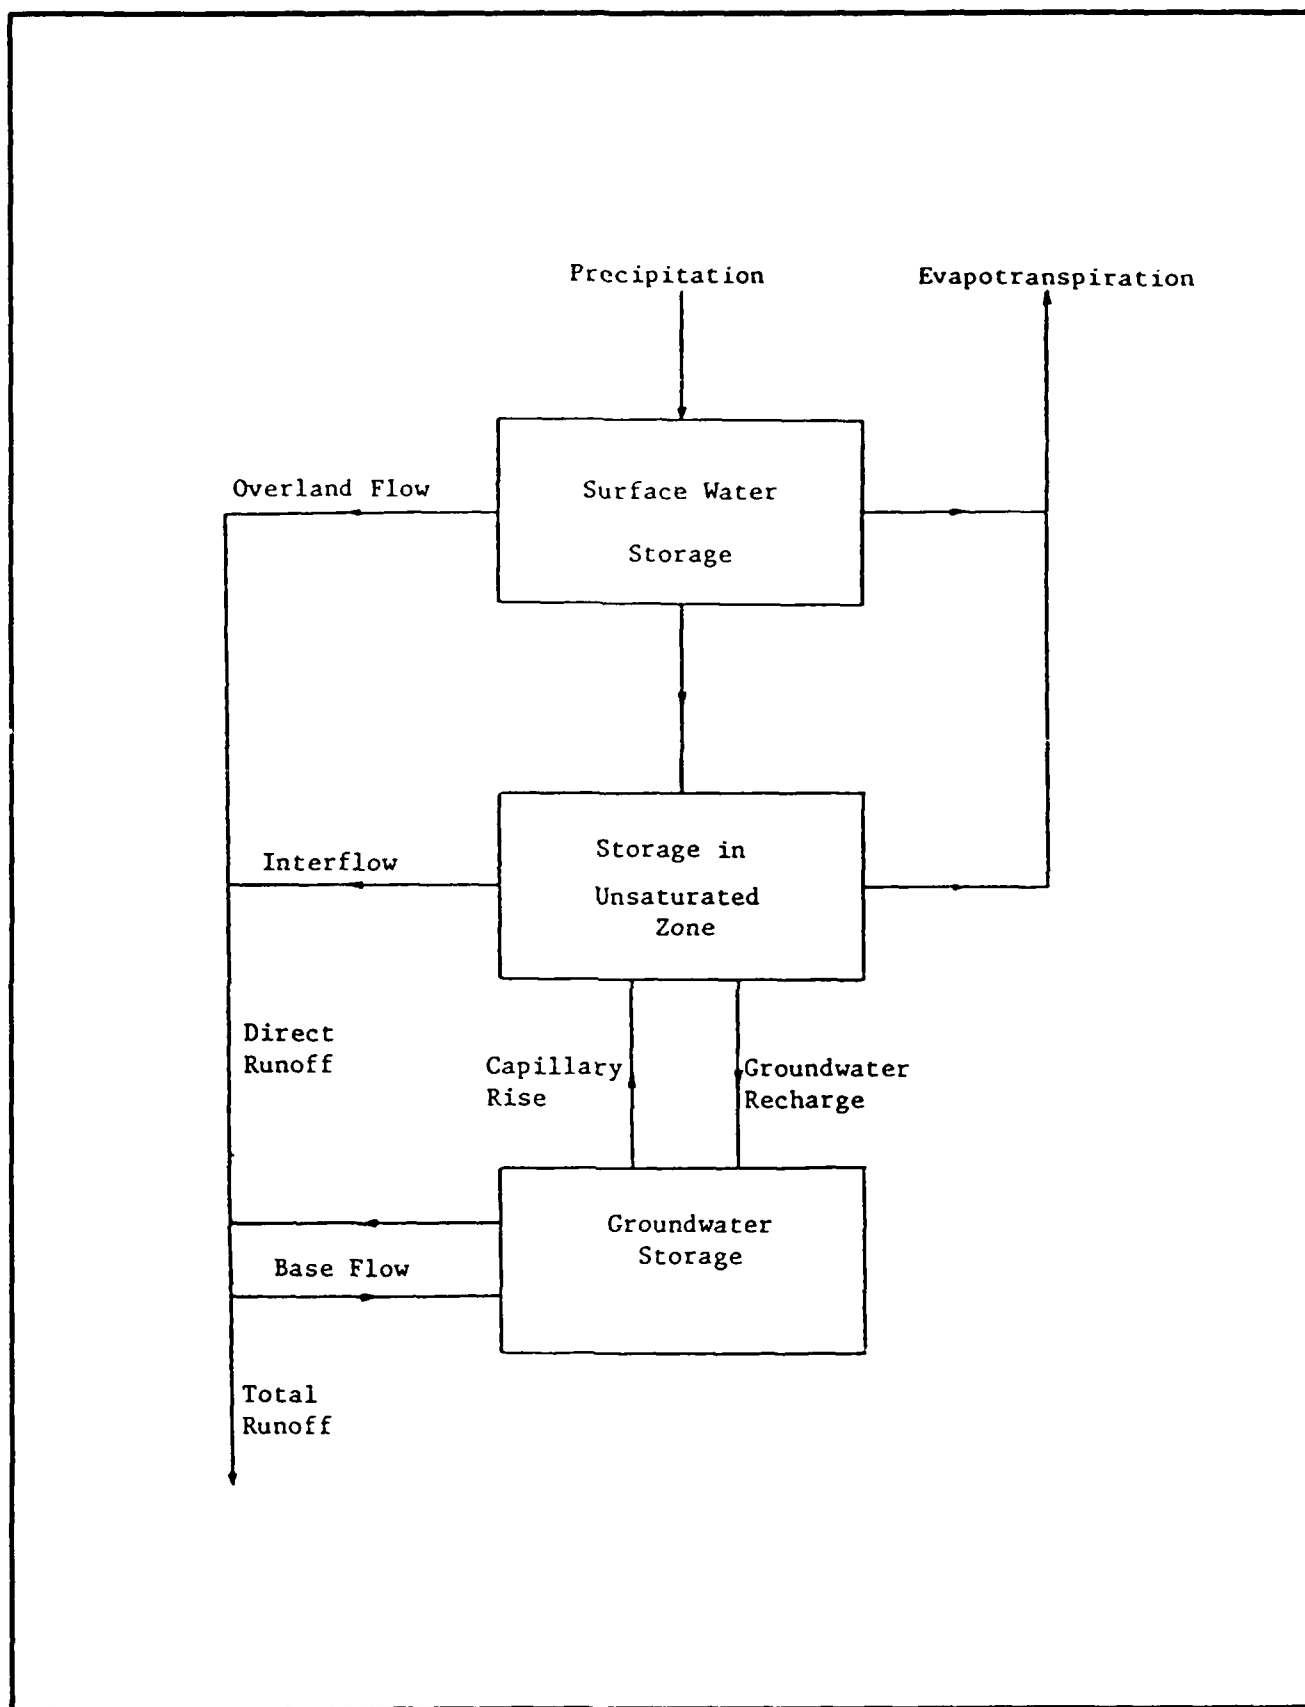 Precipitation
Evapotranspiration
Overland Flow
Surface Water
Storage
Interflow
Storage in
Unsaturated
Zone
Direct
Runoff
Capillary
Rise
Groundwater
Recharge
Groundwater
Storage
Base Flow
Total
Runoff